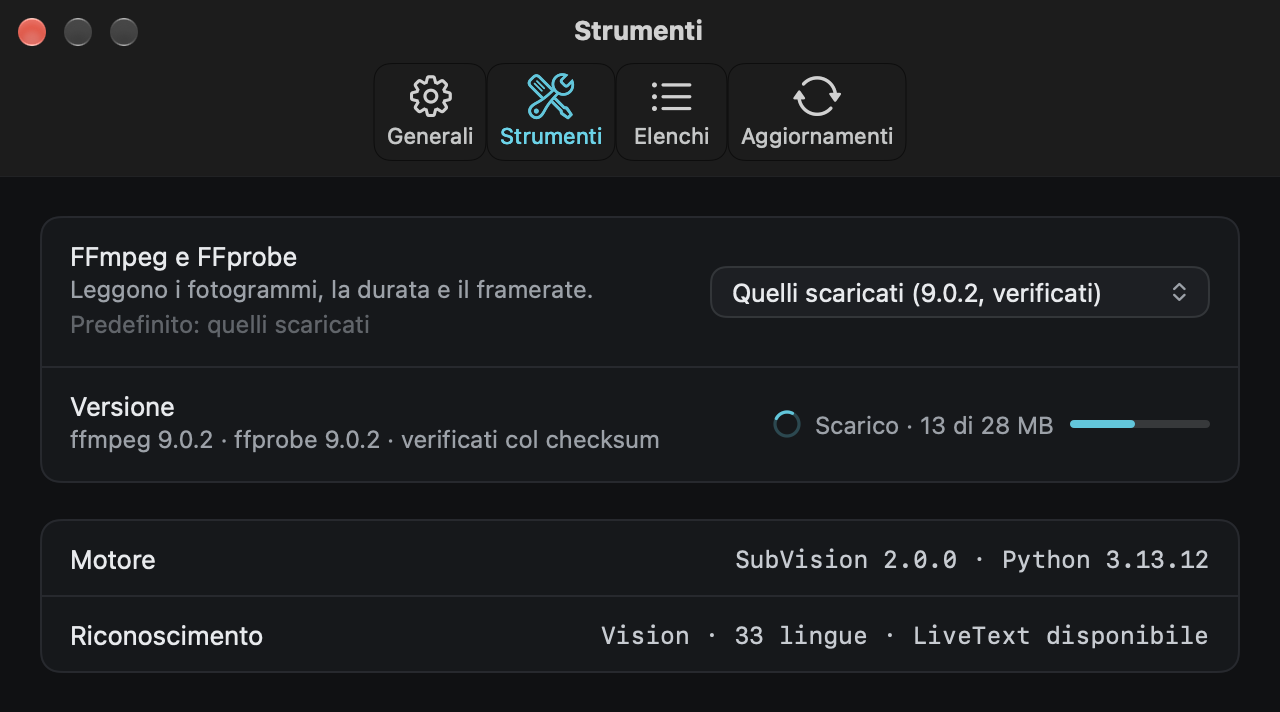 Strumenti
Generali
Strumenti
Elenchi
Aggiornamenti
FFmpeg e FFprobe
Leggono i fotogrammi, la durata e il framerate.
Predefinito: quelli scaricati
Quelli scaricati (9.0.2, verificati)
Versione
ffmpeg 9.0.2 · ffprobe 9.0.2 · verificati col checksum
Scarico · 13 di 28 MB
Motore
SubVision 2.0.0 · Python 3.13.12
Riconoscimento
Vision · 33 lingue · LiveText disponibile